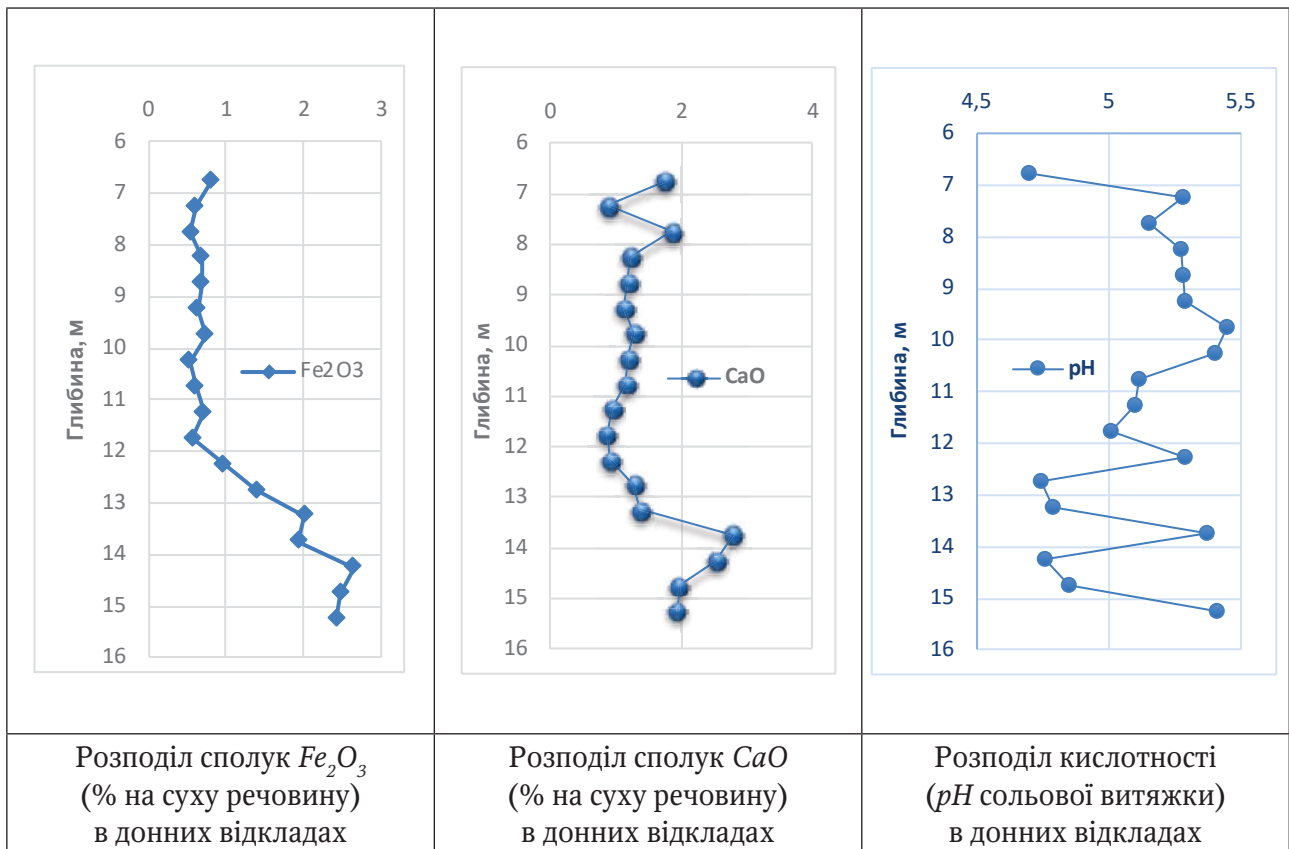 0 1 2 3
6
7
8
9
10
11
12
13
14
15
16
Глибина, м
Fe2O3
0 2 4
6
7
8
9
10
11
12
13
14
15
16
Глибина, м
CaO
4,5 5 5,5
6
7
8
9
10
11
12
13
14
15
16
Глибина, м
pH
Розподіл сполук Fe₂O₃
(% на суху речовину)
в донних відкладах
Розподіл сполук CaO
(% на суху речовину)
в донних відкладах
Розподіл кислотності
(pH сольової витяжки)
в донних відкладах